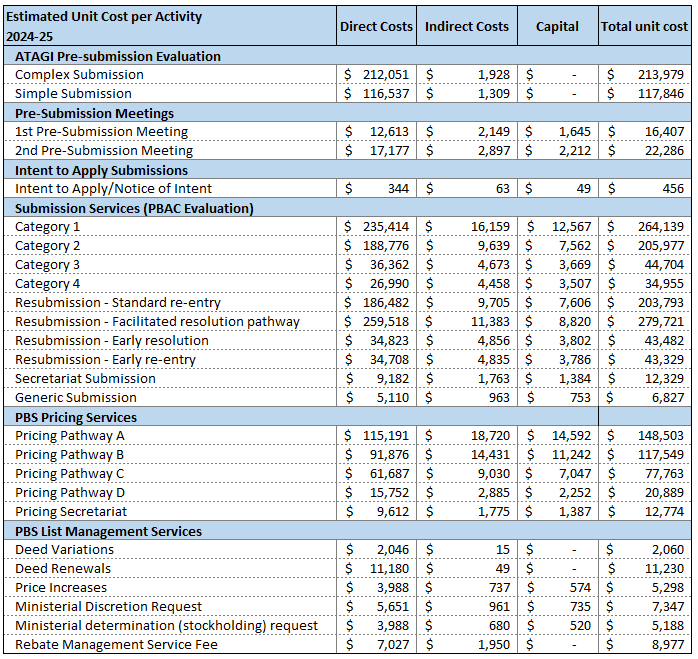 Estimated Unit Cost per Activity
2024-25 Direct Costs Indirect Costs Capital Total unit cost
ATAGI Pre-submission Evaluation
Complex Submission $ 212,051 $ 1,928 $ - $ 213,979
Simple Submission $ 116,537 $ 1,309 $ - $ 117,846
Pre-Submission Meetings
1st Pre-Submission Meeting $ 12,613 $ 2,149 $ 1,645 $ 16,407
2nd Pre-Submission Meeting $ 17,177 $ 2,897 $ 2,212 $ 22,286
Intent to Apply Submissions
Intent to Apply/Notice of Intent $ 344 $ 63 $ 49 $ 456
Submission Services (PBAC Evaluation)
Category 1 $ 235,414 $ 16,159 $ 12,567 $ 264,139
Category 2 $ 188,776 $ 9,639 $ 7,562 $ 205,977
Category 3 $ 36,362 $ 4,673 $ 3,669 $ 44,704
Category 4 $ 26,990 $ 4,458 $ 3,507 $ 34,955
Resubmission - Standard re-entry $ 186,482 $ 9,705 $ 7,606 $ 203,793
Resubmission - Facilitated resolution pathway $ 259,518 $ 11,383 $ 8,820 $ 279,721
Resubmission - Early resolution $ 34,823 $ 4,856 $ 3,802 $ 43,482
Resubmission - Early re-entry $ 34,708 $ 4,835 $ 3,786 $ 43,329
Secretariat Submission $ 9,182 $ 1,763 $ 1,384 $ 12,329
Generic Submission $ 5,110 $ 963 $ 753 $ 6,827
PBS Pricing Services
Pricing Pathway A $ 115,191 $ 18,720 $ 14,592 $ 148,503
Pricing Pathway B $ 91,876 $ 14,431 $ 11,242 $ 117,549
Pricing Pathway C $ 61,687 $ 9,030 $ 7,047 $ 77,763
Pricing Pathway D $ 15,752 $ 2,885 $ 2,252 $ 20,889
Pricing Secretariat $ 9,612 $ 1,775 $ 1,387 $ 12,774
PBS List Management Services
Deed Variations $ 2,046 $ 15 $ - $ 2,060
Deed Renewals $ 11,180 $ 49 $ - $ 11,230
Price Increases $ 3,988 $ 737 $ 574 $ 5,298
Ministerial Discretion Request $ 5,651 $ 961 $ 735 $ 7,347
Ministerial determination (stockholding) request $ 3,988 $ 680 $ 520 $ 5,188
Rebate Management Service Fee $ 7,027 $ 1,950 $ - $ 8,977